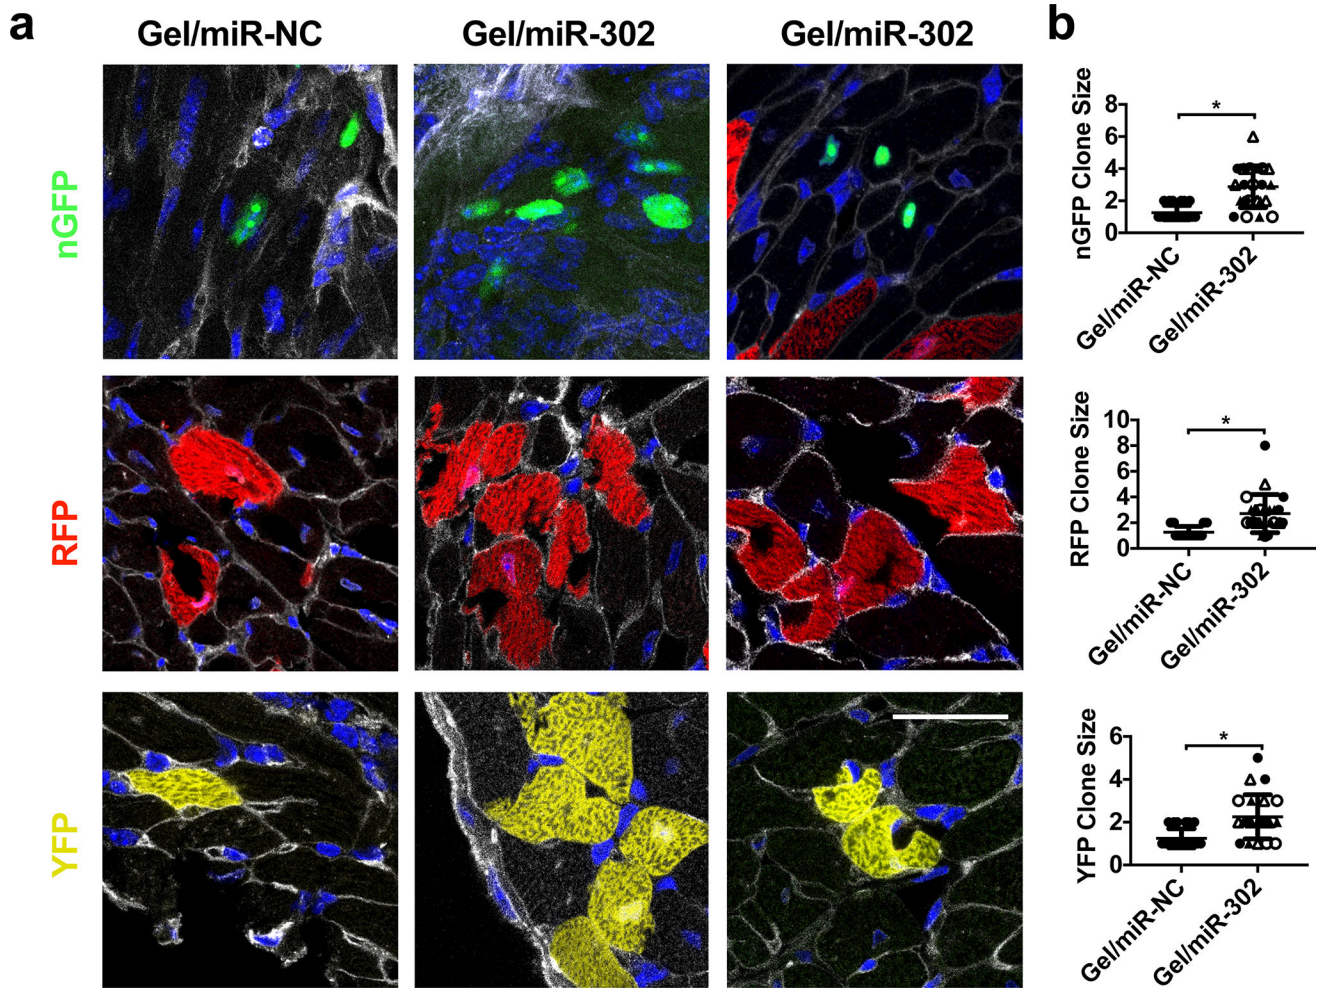 a
Gel/miR-NC
Gel/miR-302
Gel/miR-302
b
nGFP
RFP
YFP
nGFP Clone Size
8
6
4
2
0
*
Gel/miR-NC
Gel/miR-302
RFP Clone Size
10
8
6
4
2
0
*
Gel/miR-NC
Gel/miR-302
YFP Clone Size
6
4
2
0
*
Gel/miR-NC
Gel/miR-302